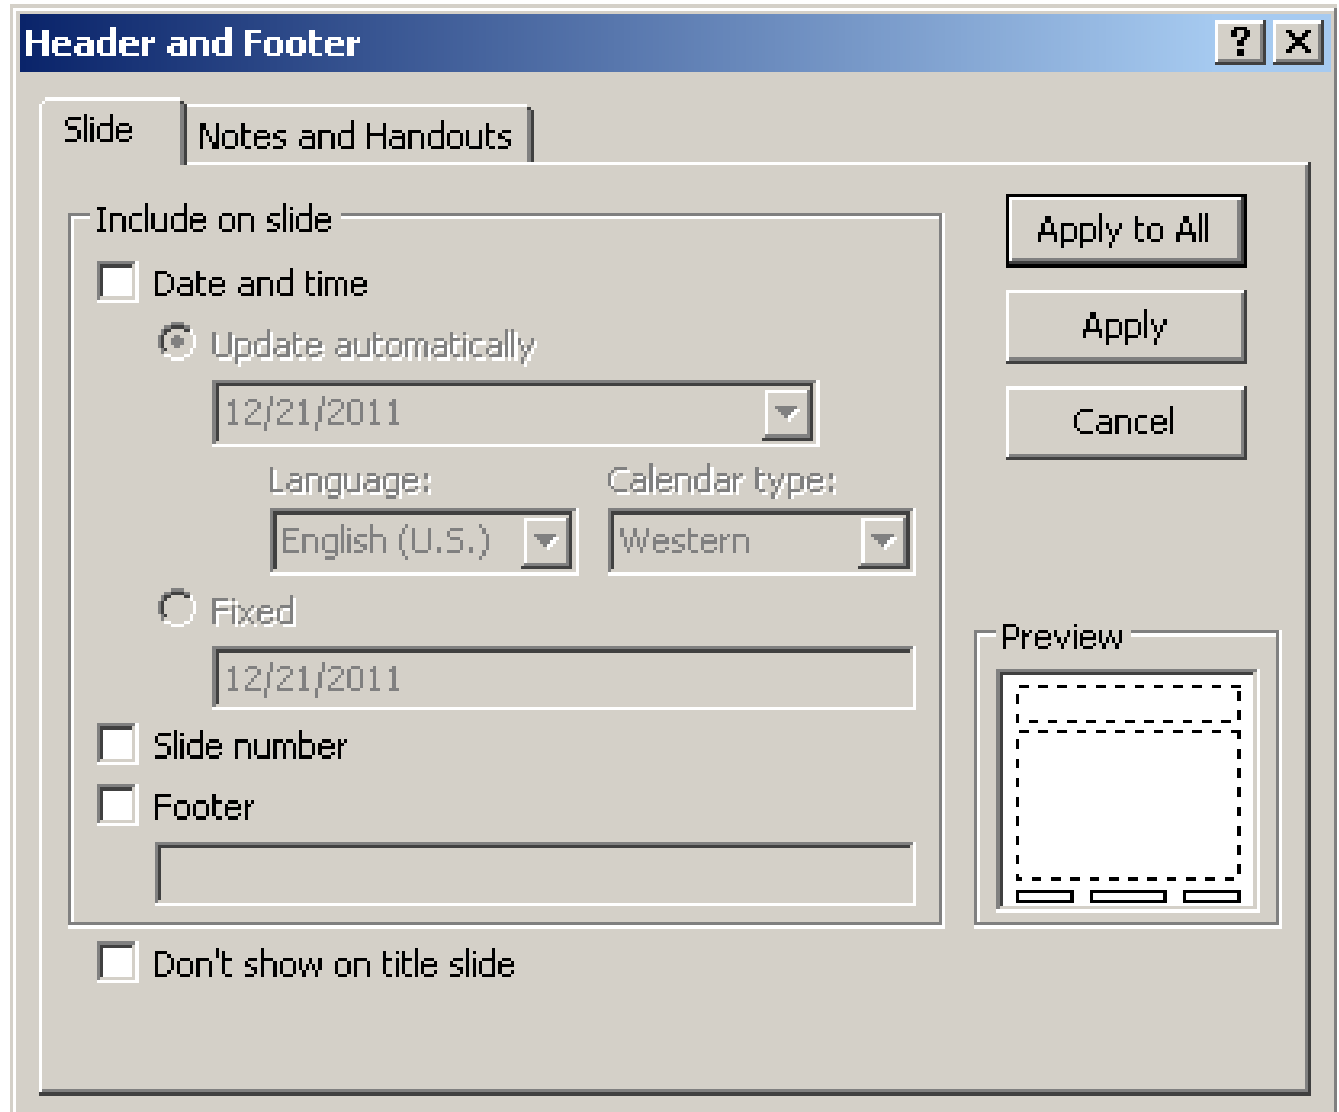 Header and Footer
Slide
Notes and Handouts
Include on slide
Date and time
Update automatically
12/21/2011
Language:
Calendar type:
English (U.S.)
Western
Fixed
12/21/2011
Slide number
Footer
Don't show on title slide
Apply to All
Apply
Cancel
Preview